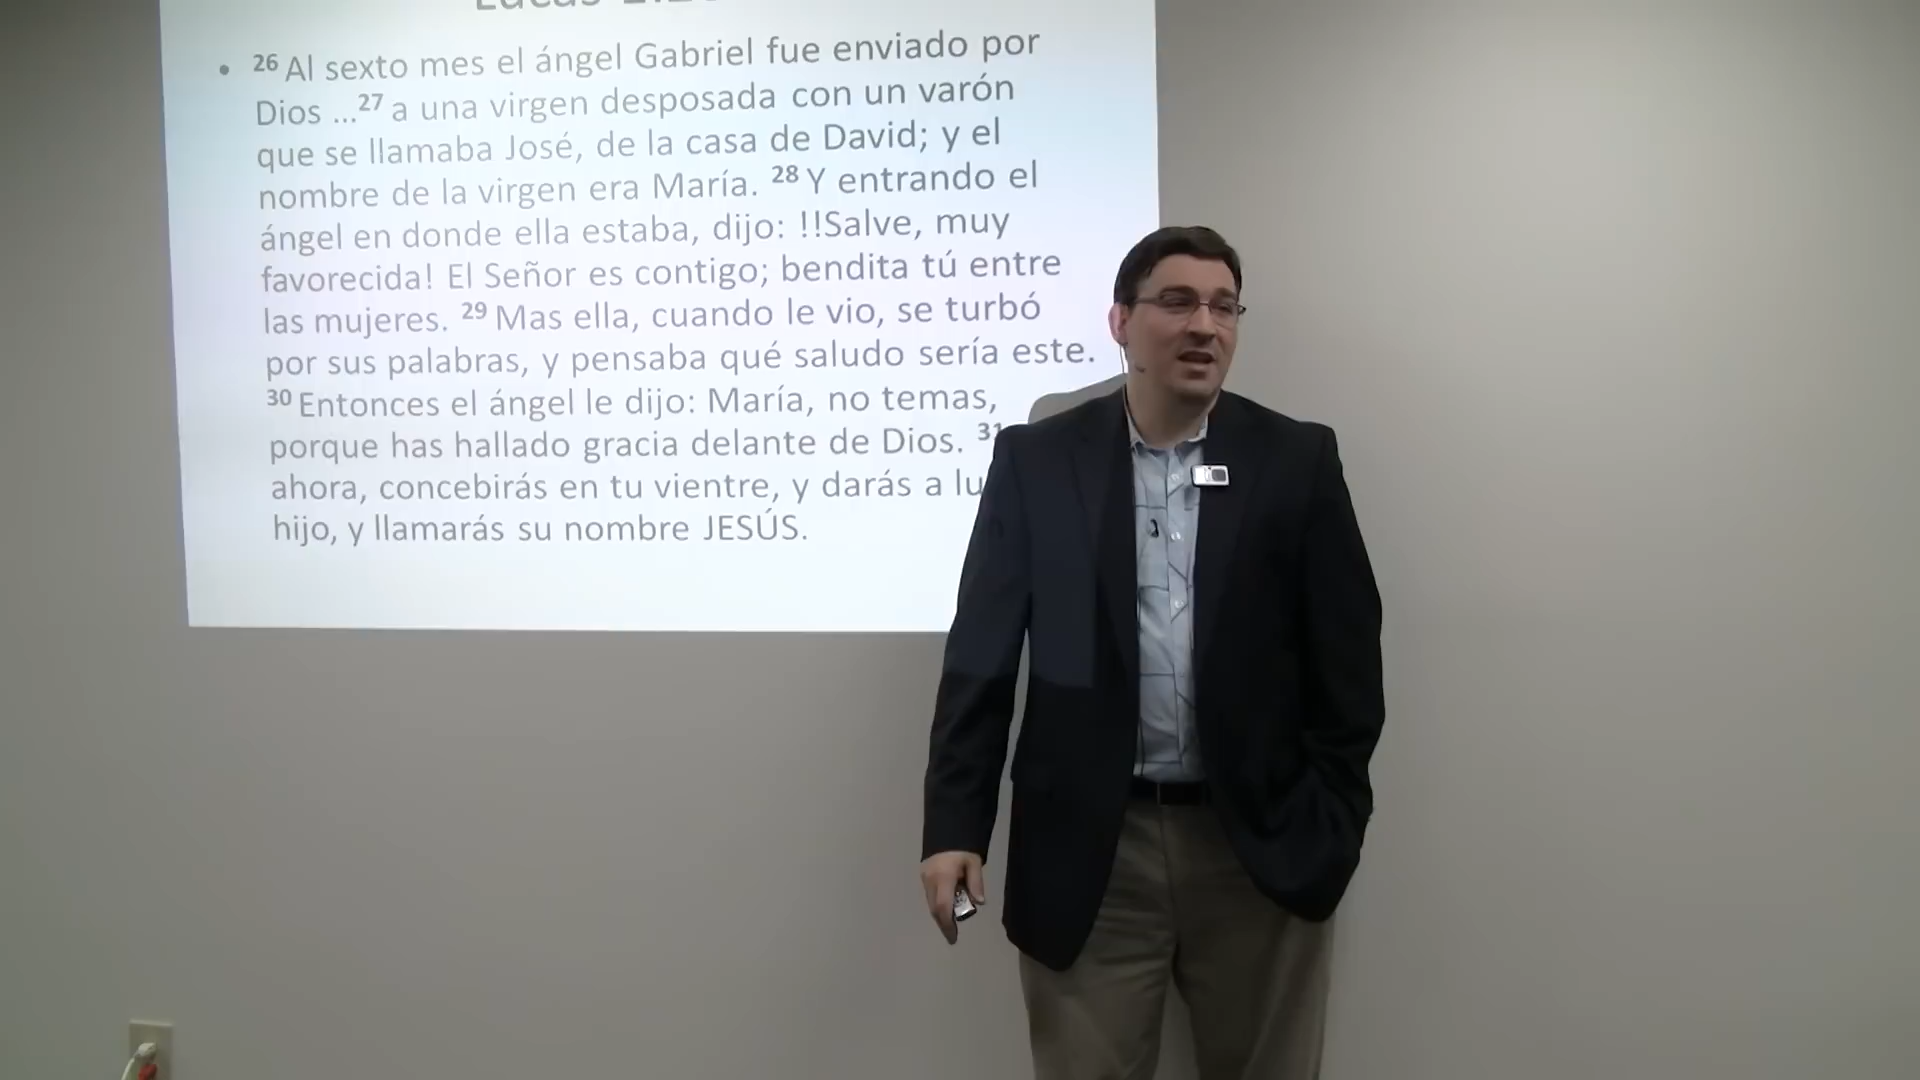 Lucas
• 26 Al sexto mes el ángel Gabriel fue enviado por
Dios ...27 a una virgen desposada con un varón
que se llamaba José, de la casa de David; y el
nombre de la virgen era María. 28 Y entrando el
ángel en donde ella estaba, dijo: !!Salve, muy
favorecida! El Señor es contigo; bendita tú entre
las mujeres. 29 Mas ella, cuando le vio, se turbó
por sus palabras, y pensaba qué saludo sería este.
30 Entonces el ángel le dijo: María, no temas,
porque has hallado gracia delante de Dios. 31
ahora, concebirás en tu vientre, y darás a lu
hijo, y llamarás su nombre JESÚS.